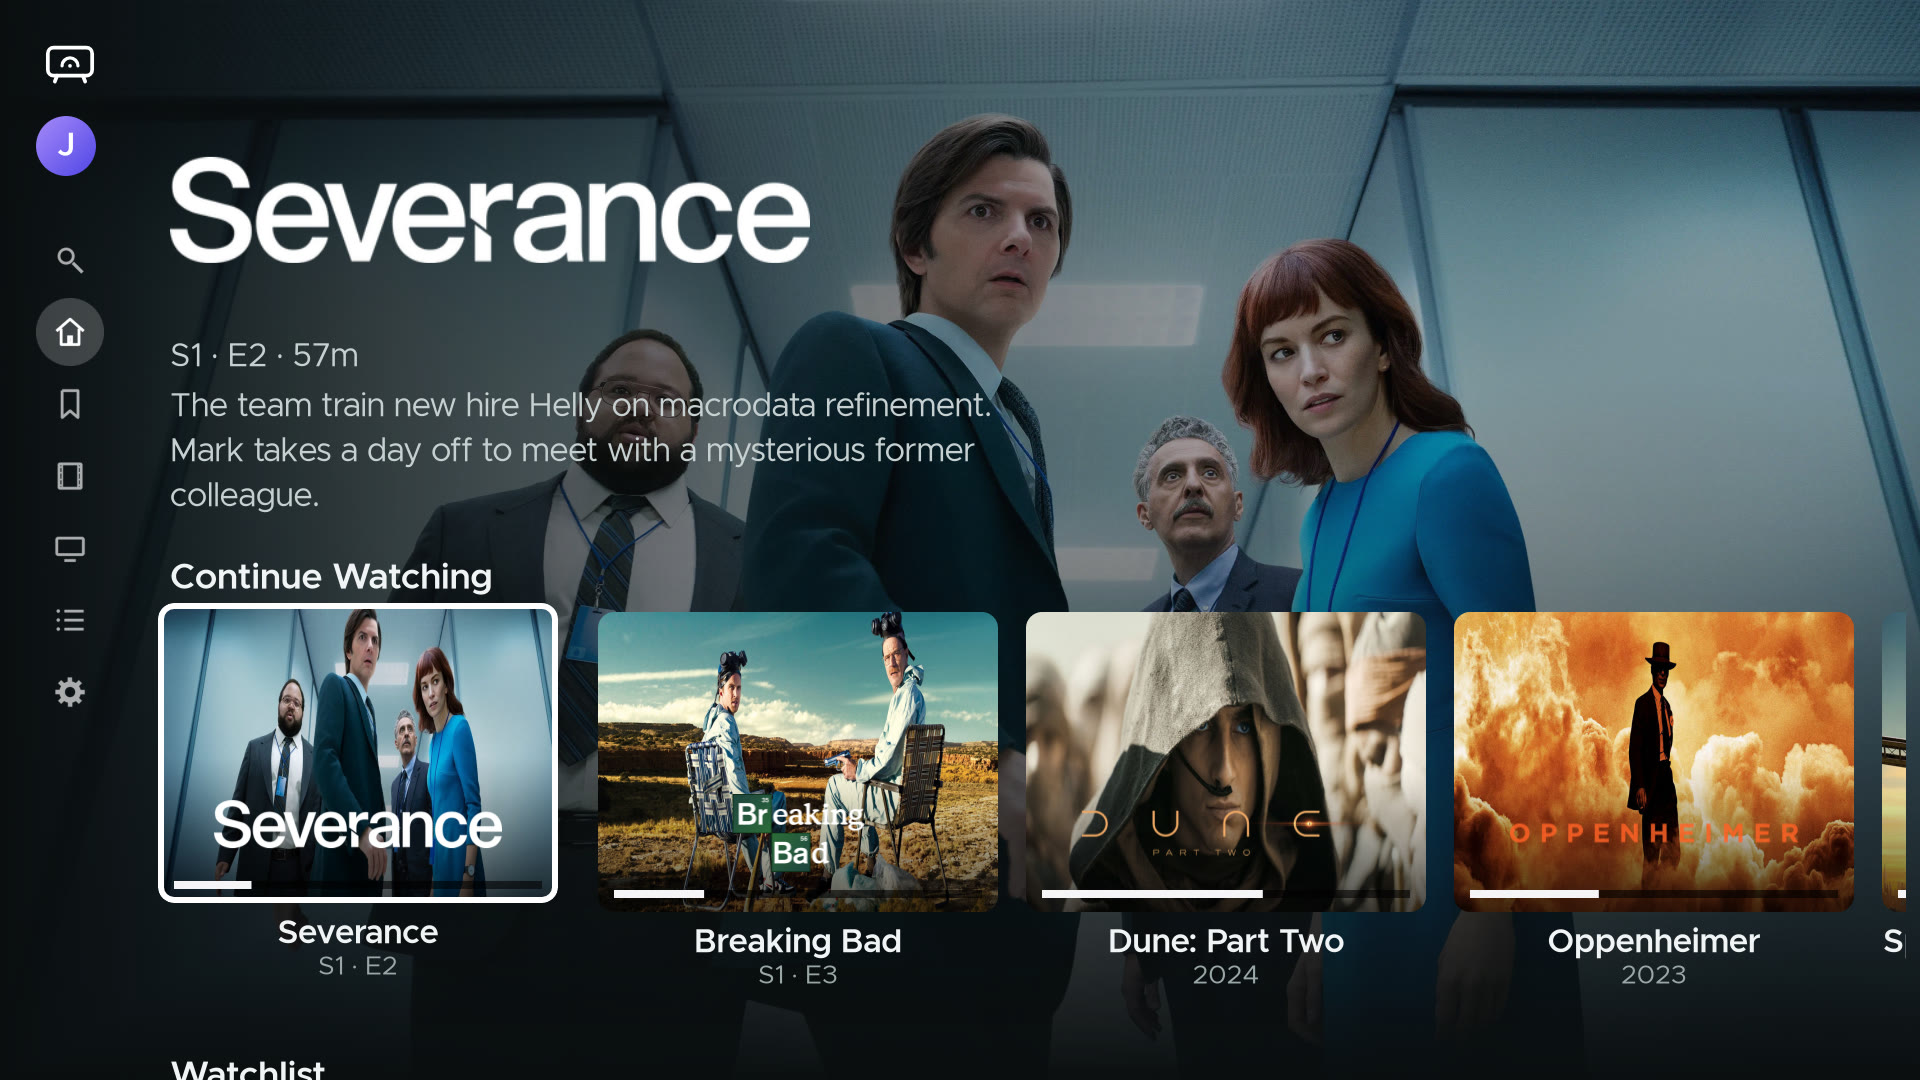 J
Severance
S1 · E2 · 57m
The team train new hire Helly on macrodata refinement.
Mark takes a day off to meet with a mysterious former
colleague.
Continue Watching
Severance
Breaking
Bad
DUNE
PART TWO
OPPENHEIMER
Severance
S1 · E2
Breaking Bad
S1 · E3
Dune: Part Two
2024
Oppenheimer
2023
Watchlist